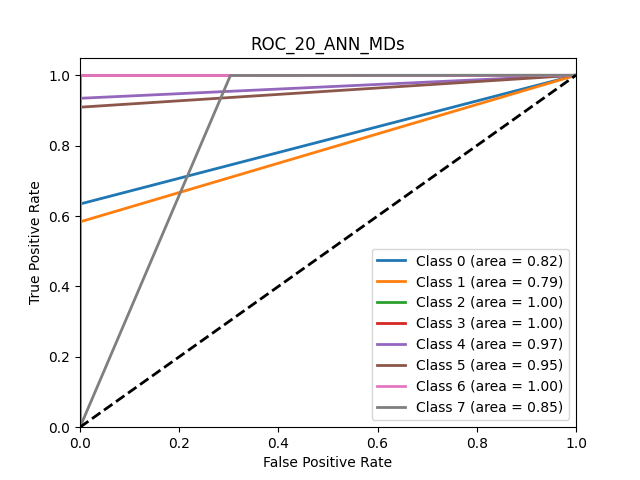 ROC_20_ANN_MDs
1.0
0.8
0.6
0.4
0.2
0.0
True Positive Rate
Class 0 (area = 0.82)
Class 1 (area = 0.79)
Class 2 (area = 1.00)
Class 3 (area = 1.00)
Class 4 (area = 0.97)
Class 5 (area = 0.95)
Class 6 (area = 1.00)
Class 7 (area = 0.85)
0.0 0.2 0.4 0.6 0.8 1.0
False Positive Rate